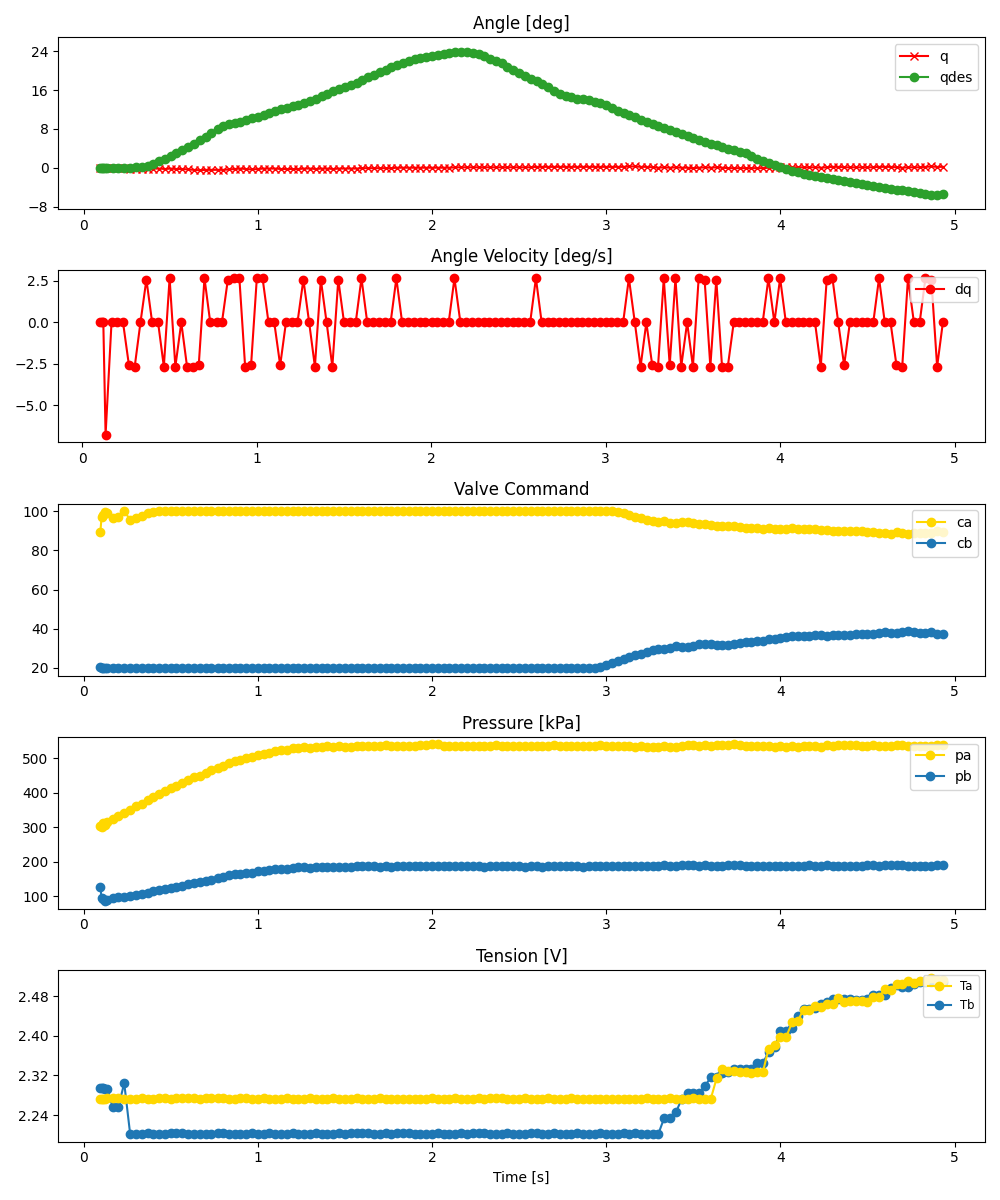 Angle [deg]
24
16
8
0
−8
q
qdes
0 1 2 3 4 5
Angle Velocity [deg/s]
2.5
0.0
−2.5
−5.0
dq
0 1 2 3 4 5
Valve Command
100
80
60
40
20
ca
cb
0 1 2 3 4 5
Pressure [kPa]
500
400
300
200
100
pa
pb
0 1 2 3 4 5
Tension [V]
2.48
2.40
2.32
2.24
Ta
Tb
0 1 2 3 4 5
Time [s]